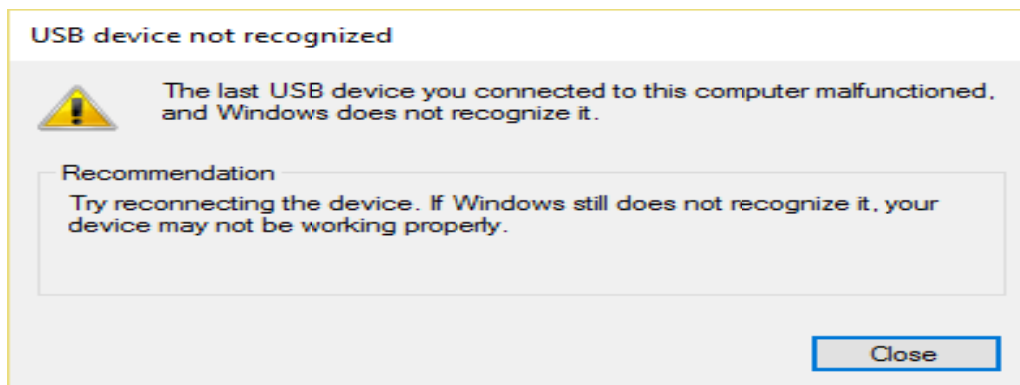 USB device not recognized
The last USB device you connected to this computer malfunctioned,
and Windows does not recognize it.
Recommendation
Try reconnecting the device. If Windows still does not recognize it, your
device may not be working properly.
Close